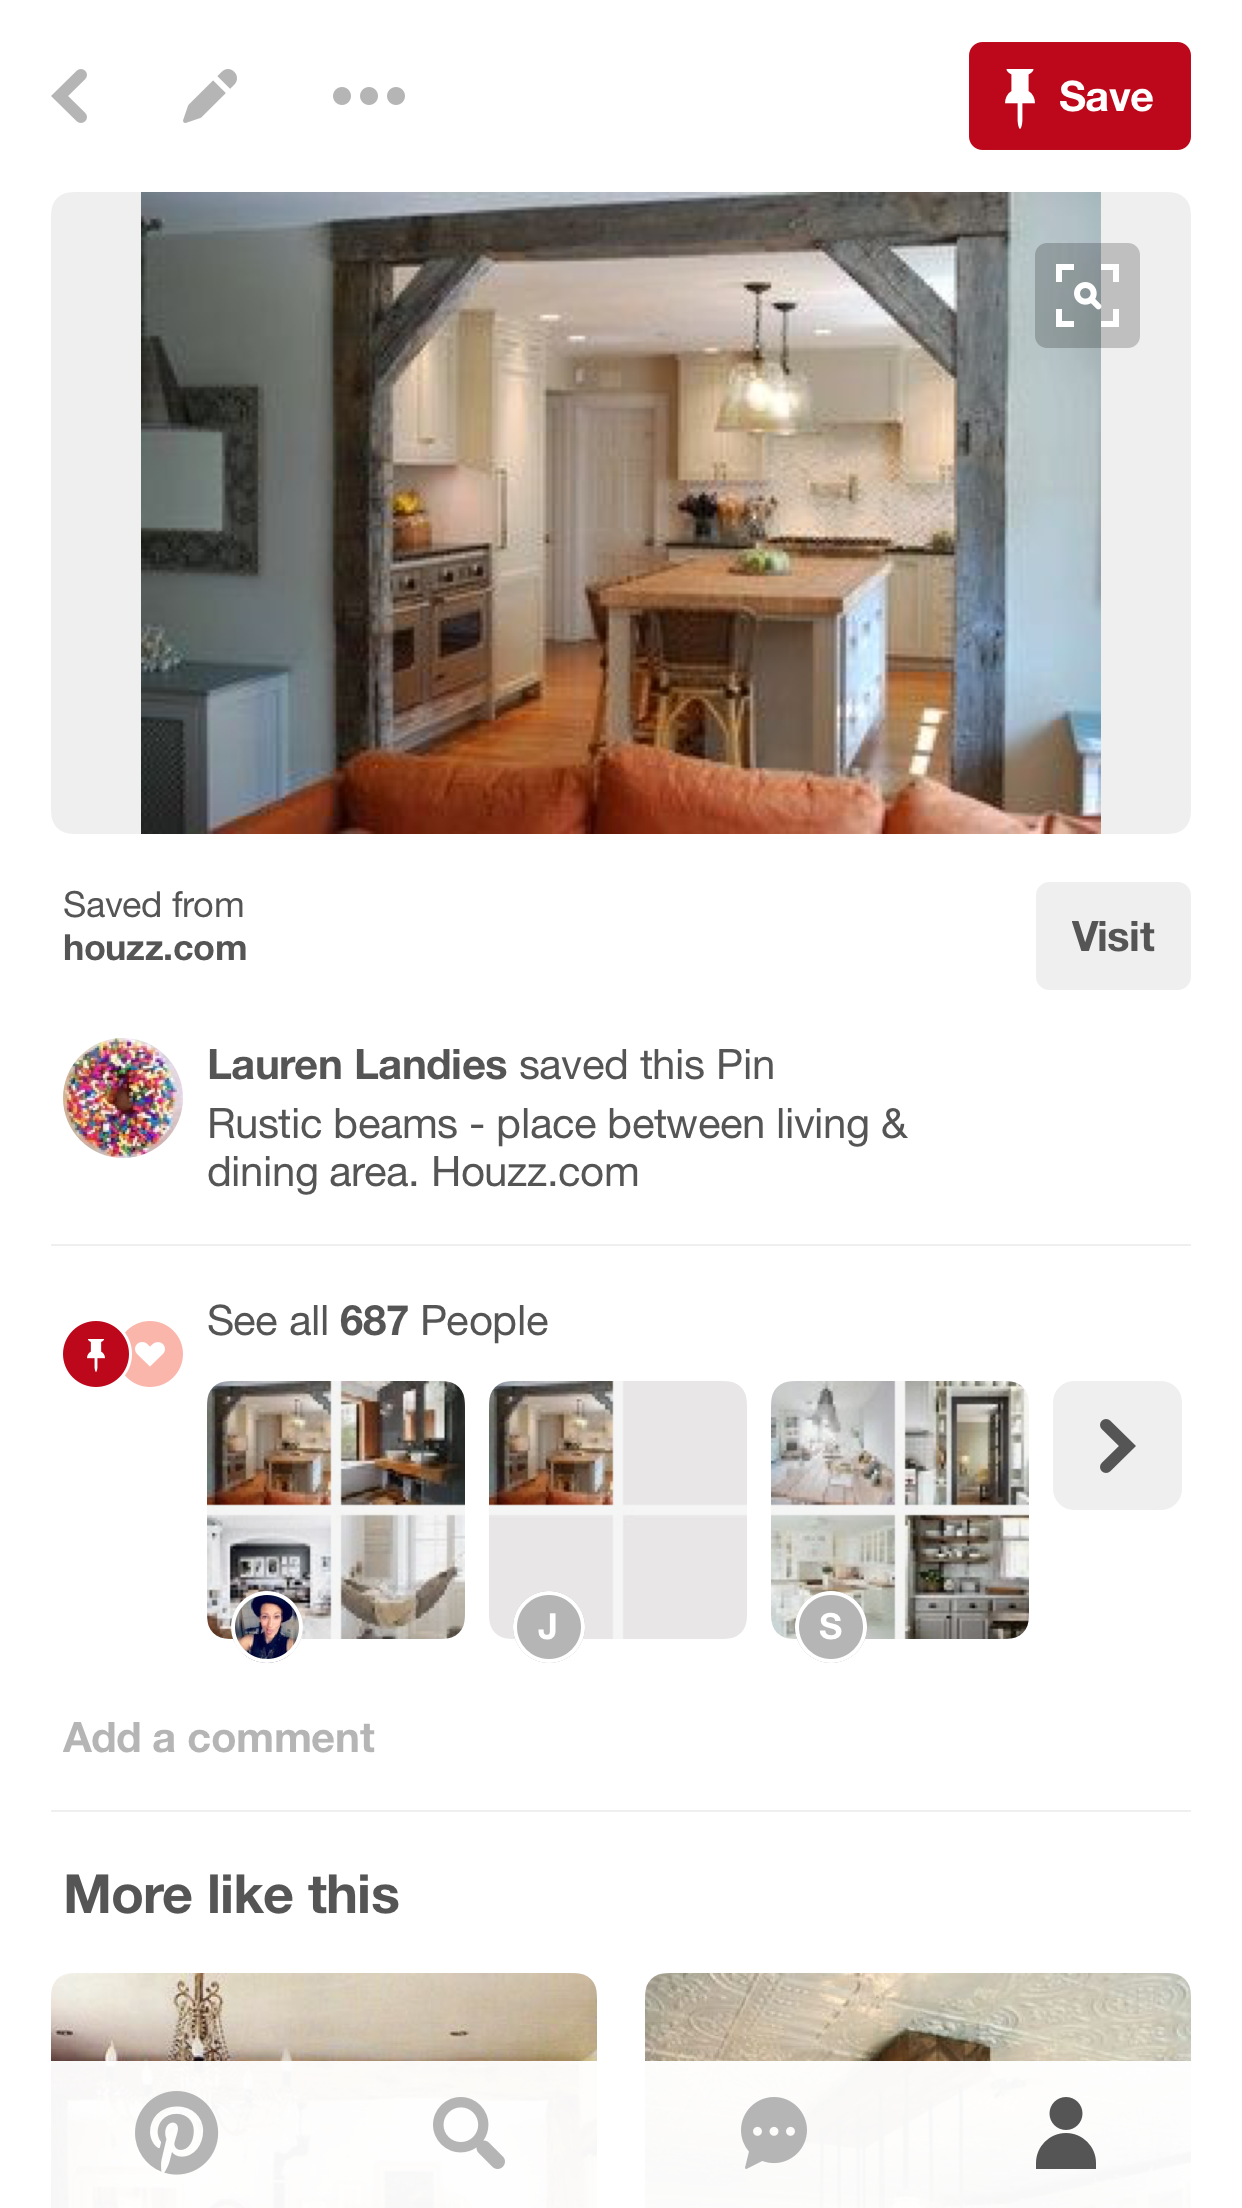 Save
Saved from
houzz.com
Visit
Lauren Landies saved this Pin
Rustic beams - place between living &
dining area. Houzz.com
See all 687 People
J
S
Add a comment
More like this